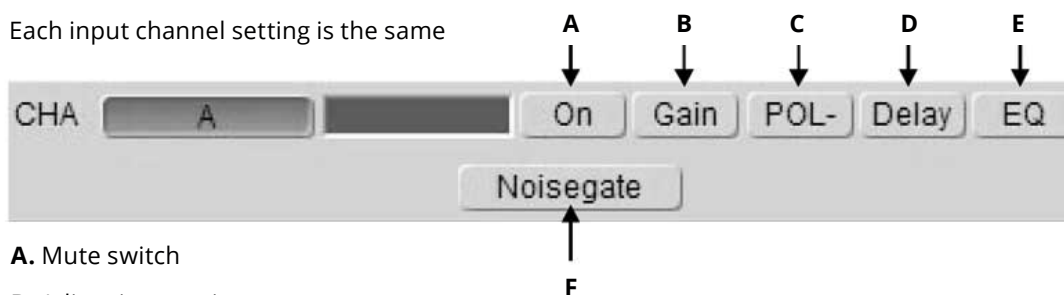 Each input channel setting is the same
A B C D E
CHA A On Gain POL- Delay EQ
Noisegate
A. Mute switch
F